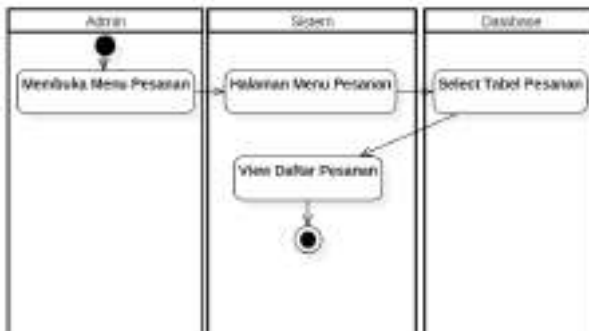 Admin
Sistem
Database
Membuka Menu Pesanan
Halaman Menu Pesanan
Select Tabel Pesanan
View Daftar Pesanan